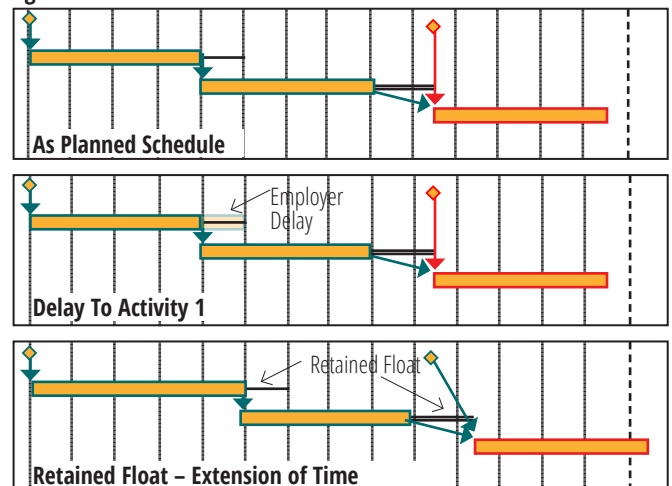 As Planned Schedule
Employer
Delay
Delay To Activity 1
Retained Float
Retained Float – Extension of Time